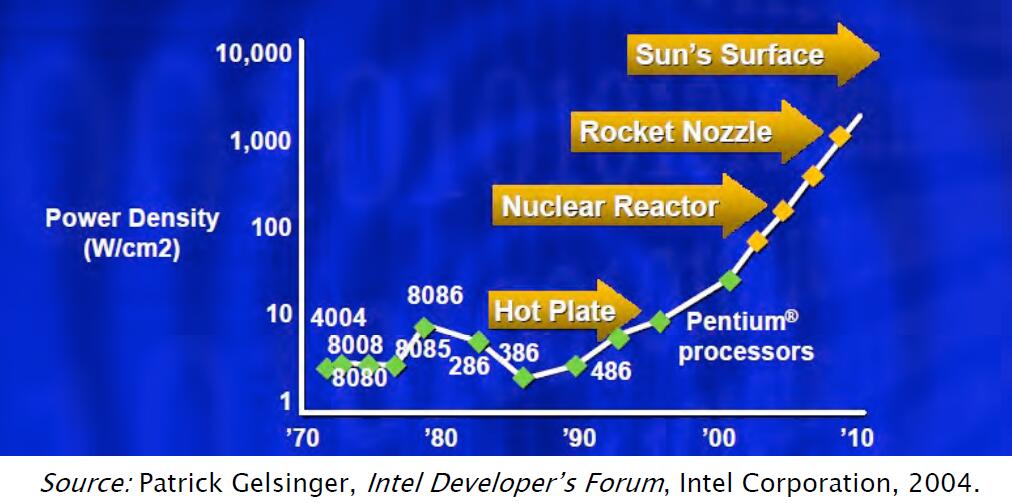 10,000
1,000
100
10
1
Power Density
(W/cm2)
Sun's Surface
Rocket Nozzle
Nuclear Reactor
Hot Plate
4004
8008
8080
8086
8085
286
386
486
Pentium®
processors
'70
'80
'90
'00
'10
Source: Patrick Gelsinger, Intel Developer's Forum, Intel Corporation, 2004.